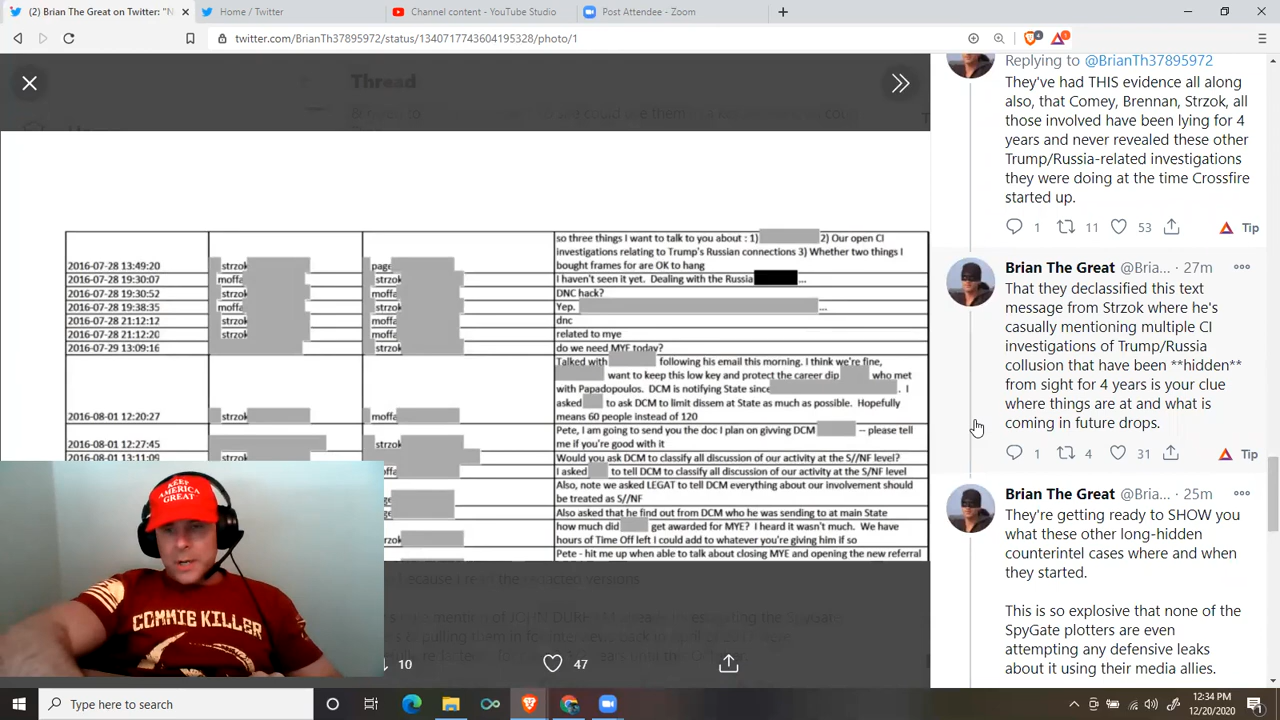 (2) Brian The Great on Twitter: "N
Home / Twitter
Channel content - YouTube Studio
Post Attendee - Zoom
twitter.com/BrianTh37895972/status/1340717743604195328/photo/1
Thread
so three things I want to talk to you about : 1) 2) Our open CI
investigations relating to Trump's Russian connections 3) Whether two things I
2016-07-28 13:49:20 strzok page bought frames for are OK to hang
2016-07-28 19:30:07 moffa strzok I haven't seen it yet. Dealing with the Russia ...
2016-07-28 19:30:52 strzok moffa DNC hack?
2016-07-28 19:38:35 moffa strzok Yep. ...
2016-07-28 21:12:12 strzok moffa dnc
2016-07-28 21:12:20 strzok moffa related to mye
2016-07-29 13:09:16 strzok do we need MYE today?
Talked with following his email this morning. I think we're fine,
want to keep this low key and protect the career dip who met
with Papadopoulos. DCM is notifying State since . I
asked to ask DCM to limit dissem at State as much as possible. Hopefully
2016-08-01 12:20:27 strzok moffa means 60 people instead of 120
Pete, I am going to send you the doc I plan on givving DCM -- please tell
2016-08-01 12:27:45 strzok me if you're good with it
2016-08-01 13:11:09 strzok Would you ask DCM to classify all discussion of our activity at the S//NF level?
offa I asked to tell DCM to classify all discussion of our activity at the S/NF level
Also, note we asked LEGAT to tell DCM everything about our involvement should
page be treated as S//NF
Also asked that he find out from DCM who he was sending to at main State
how much did get awarded for MYE? I heard it wasn't much. We have
strzok hours of Time Off left I could add to whatever you're giving him if so
Pete - hit me up when able to talk about closing MYE and opening the new referral
because I read the redacted versions
10
47
KEEP
AMERICA
GREAT
COMMIE KILLER
Replying to @BrianTh37895972
They've had THIS evidence all along
also, that Comey, Brennan, Strzok, all
those involved have been lying for 4
years and never revealed these other
Trump/Russia-related investigations
they were doing at the time Crossfire
started up.
1 11 53 Tip
Brian The Great @Bria... · 27m
That they declassified this text
message from Strzok where he's
casually mentioning multiple CI
investigations of Trump/Russia
collusion that have been **hidden**
from sight for 4 years is your clue
where things are at and what is
coming in future drops.
1 4 31 Tip
Brian The Great @Bria... · 25m
They're getting ready to SHOW you
what these other long-hidden
counterintel cases where and when
they started.
This is so explosive that none of the
SpyGate plotters are even
attempting any defensive leaks
about it using their media allies.
Type here to search
12:34 PM
12/20/2020